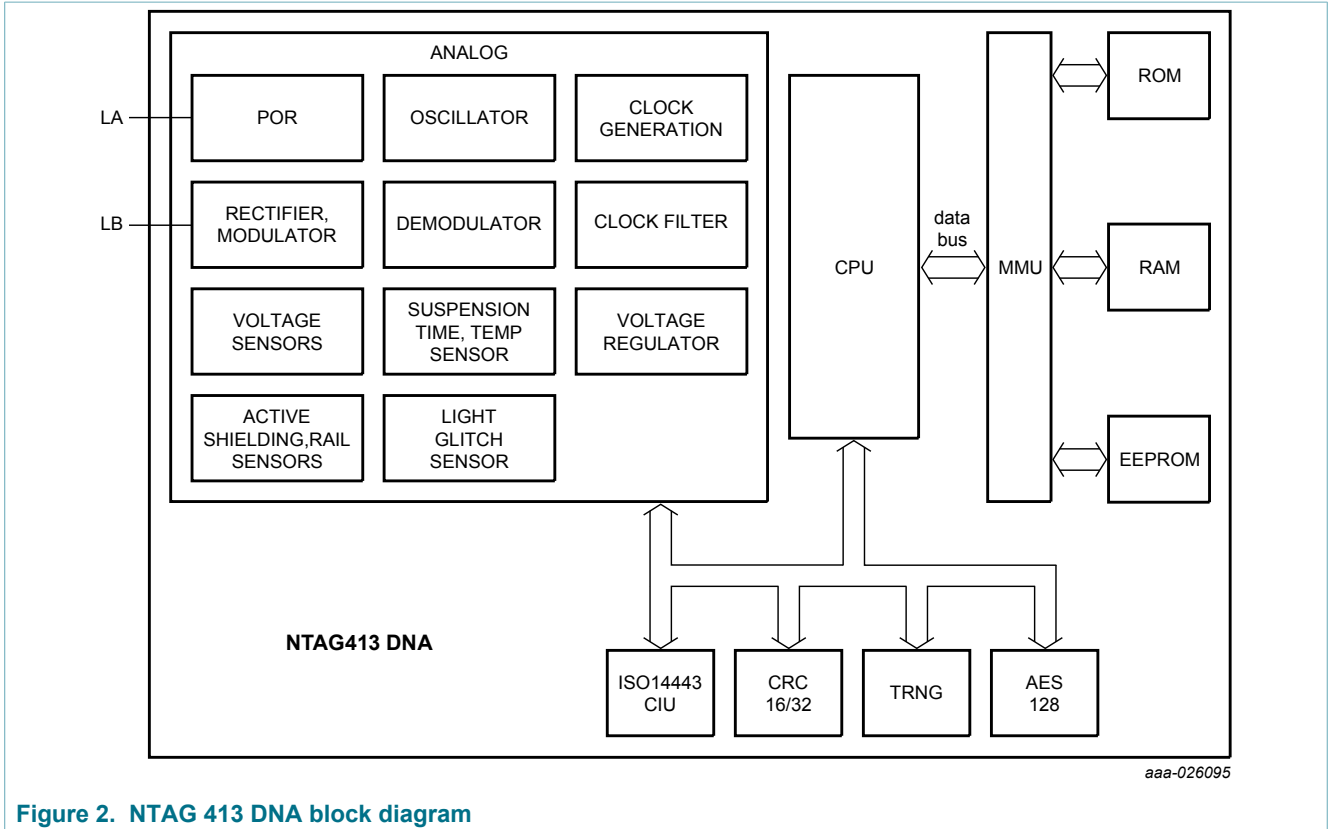 ANALOG
LA
POR
OSCILLATOR
CLOCK
GENERATION
LB
RECTIFIER,
MODULATOR
DEMODULATOR
CLOCK FILTER
VOLTAGE
SENSORS
SUSPENSION
TIME, TEMP
SENSOR
VOLTAGE
REGULATOR
ACTIVE
SHIELDING,RAIL
SENSORS
LIGHT
GLITCH
SENSOR
CPU
data
bus
MMU
ROM
RAM
EEPROM
NTAG413 DNA
ISO14443
CIU
CRC
16/32
TRNG
AES
128
aaa-026095
Figure 2. NTAG 413 DNA block diagram